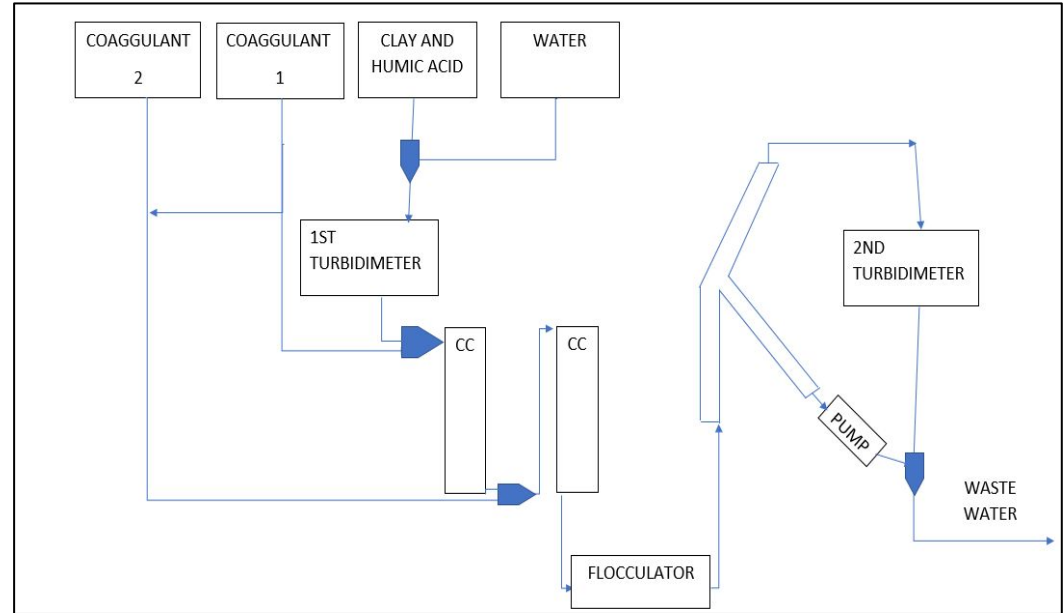 COAGGULANT
2
COAGGULANT
1
CLAY AND
HUMIC ACID
WATER
1ST
TURBIDIMETER
2ND
TURBIDIMETER
CC
CC
PUMP
WASTE
WATER
FLOCCULATOR